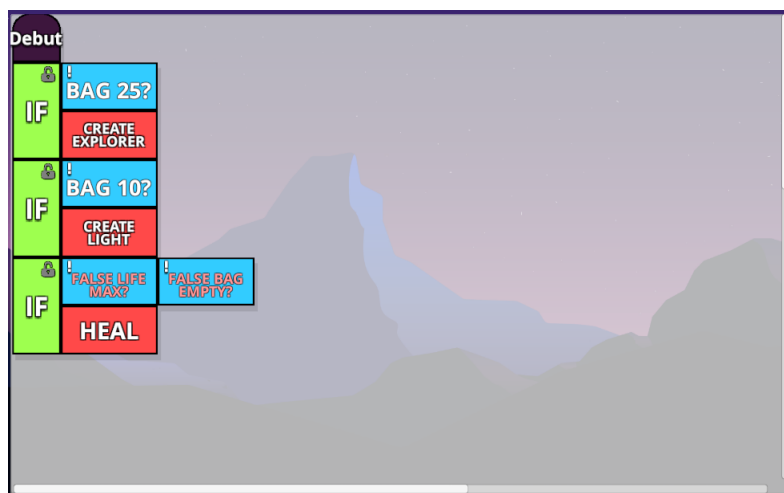 Debut
IF
BAG 25?
CREATE
EXPLORER
IF
BAG 10?
CREATE
LIGHT
IF
FALSE LIFE
MAX?
FALSE BAG
EMPTY?
HEAL